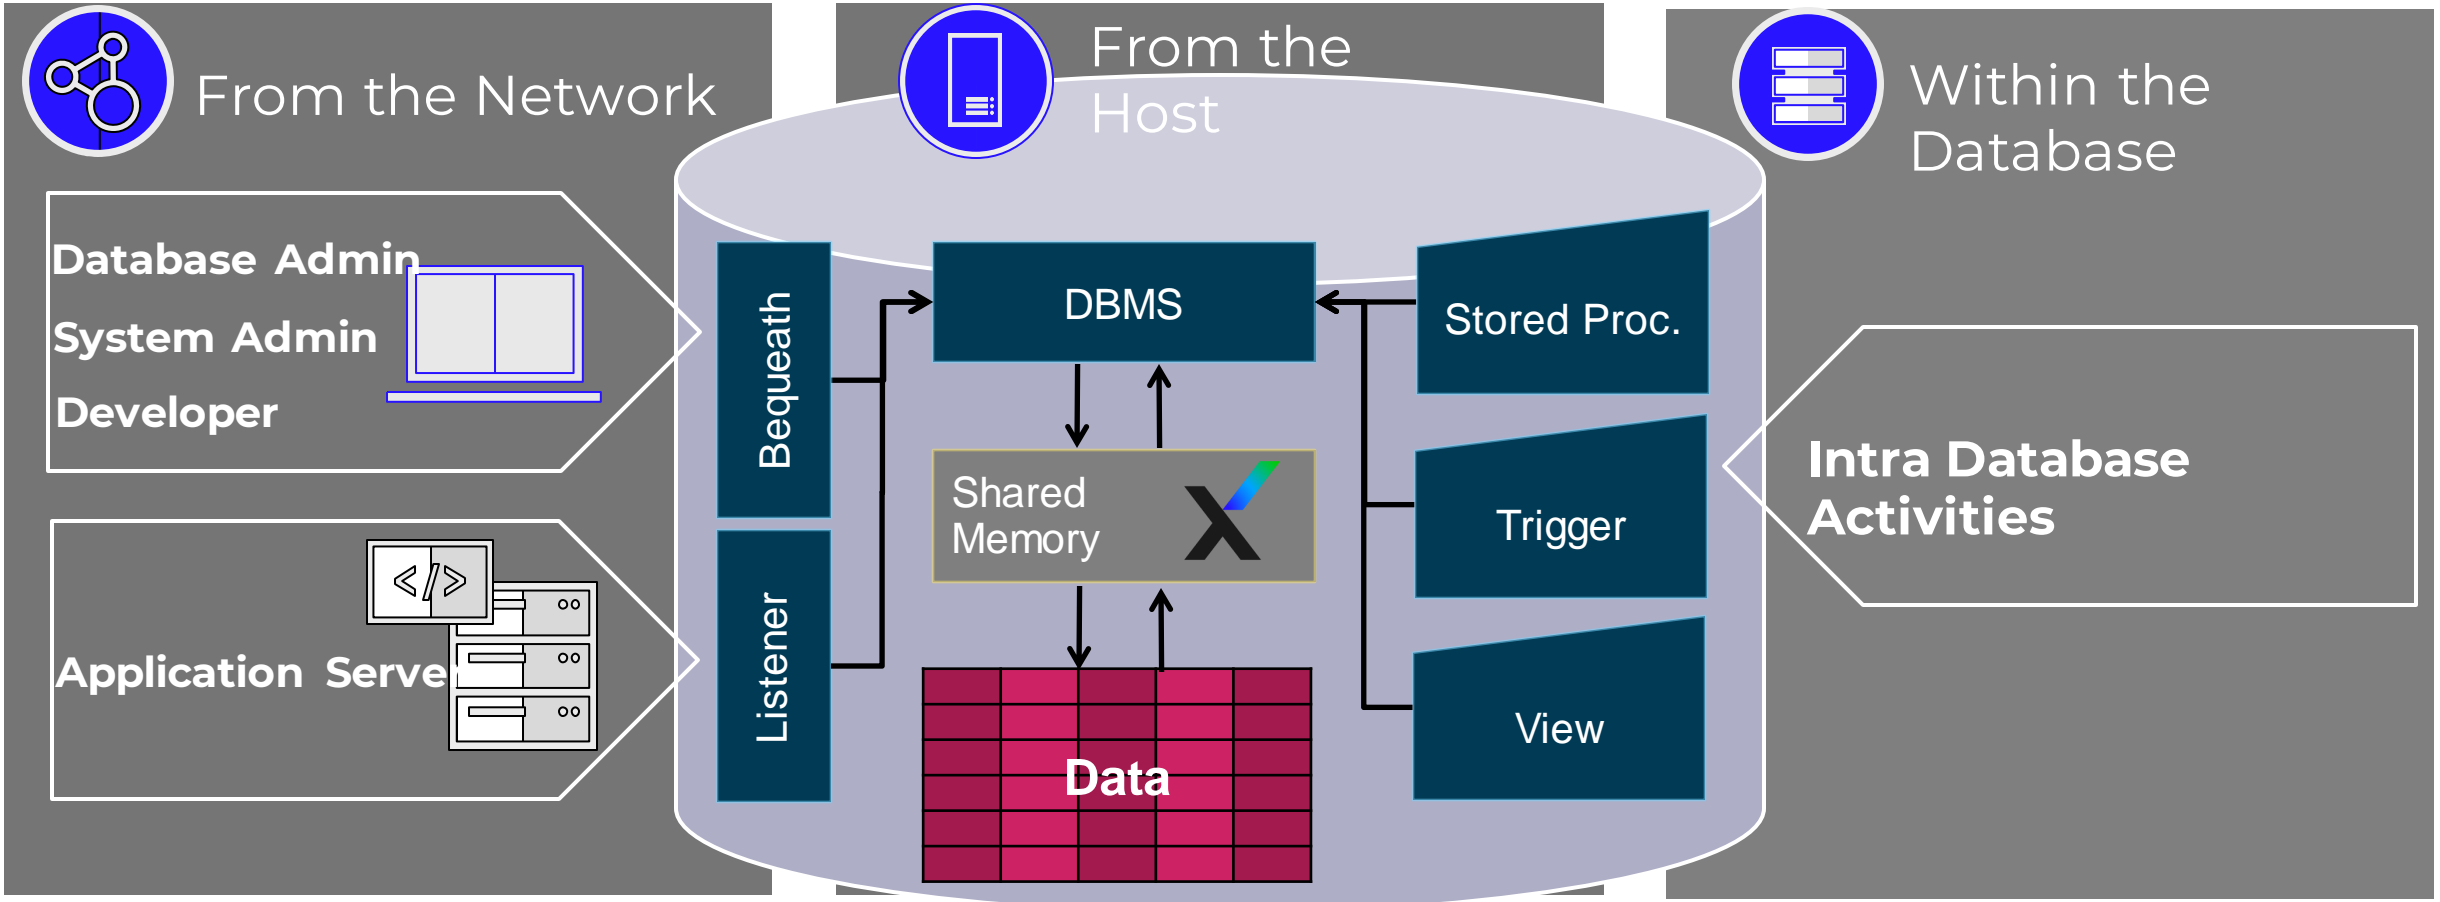 From the Network
From the
Host
Within the
Database
Database Admin
System Admin
Developer
Application Server
Bequeath
Listener
DBMS
Shared
Memory
Data
Stored Proc.
Trigger
View
Intra Database
Activities